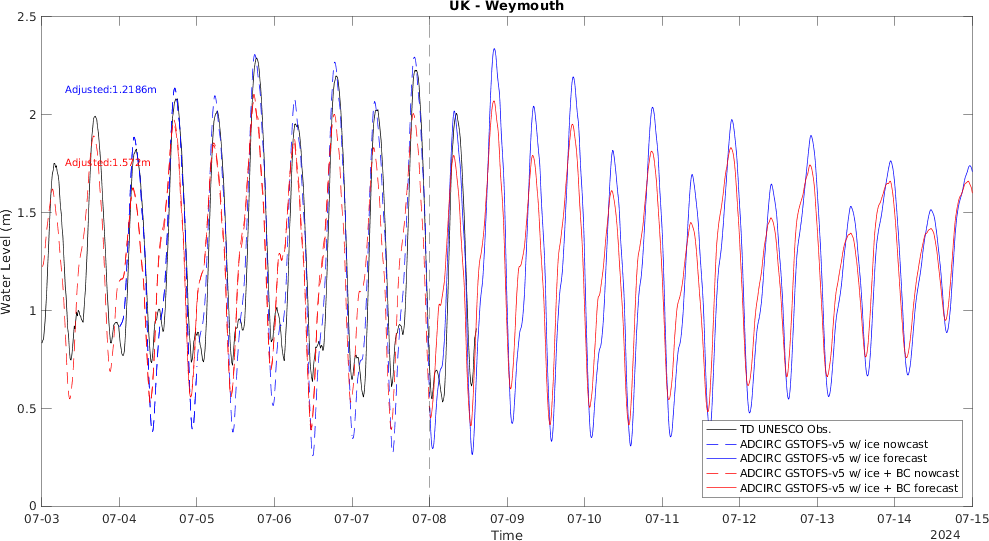 UK - Weymouth
2.5
2
1.5
1
0.5
0
Water Level (m)
Adjusted:1.2186m
Adjusted:1.572m
TD UNESCO Obs.
ADCIRC GSTOFS-v5 w/ ice nowcast
ADCIRC GSTOFS-v5 w/ ice forecast
ADCIRC GSTOFS-v5 w/ ice + BC nowcast
ADCIRC GSTOFS-v5 w/ ice + BC forecast
07-03 07-04 07-05 07-06 07-07 07-08 07-09 07-10 07-11 07-12 07-13 07-14 07-15
Time
2024